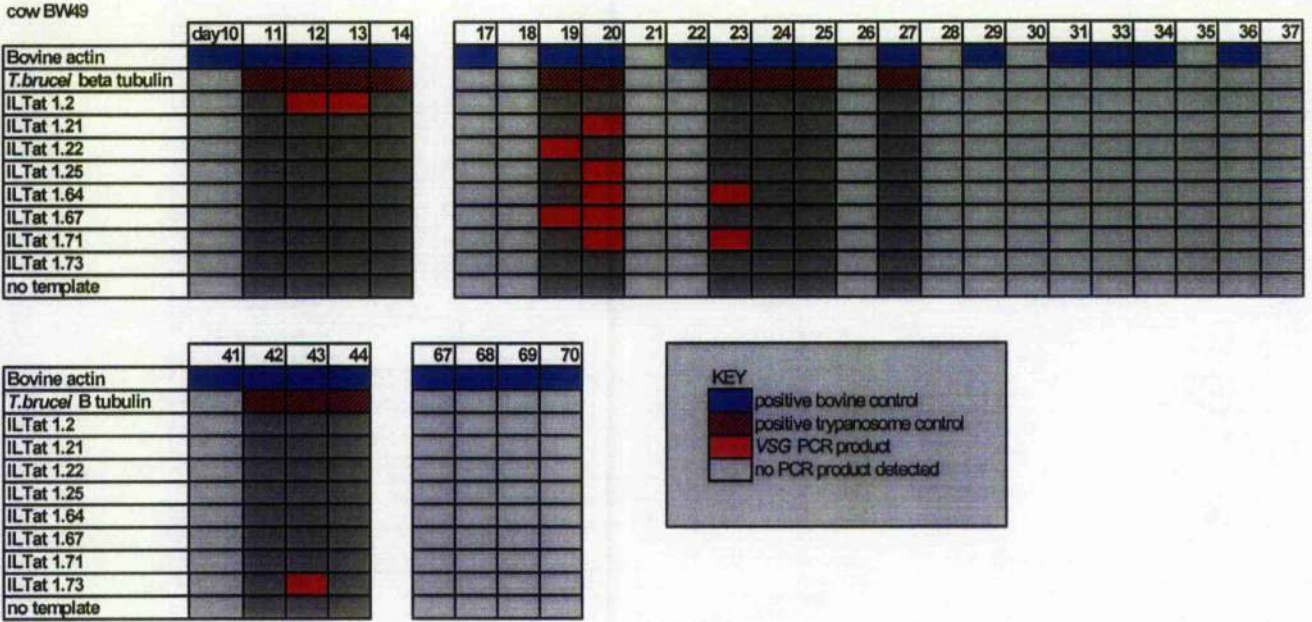 cow BW49
day10 11 12 13 14 17 18 19 20 21 22 23 24 25 26 27 28 29 30 31 33 34 35 36 37
Bovine actin
T.brucei beta tubulin
ILTat 1.2
ILTat 1.21
ILTat 1.22
ILTat 1.25
ILTat 1.64
ILTat 1.67
ILTat 1.71
ILTat 1.73
no template
41 42 43 44 67 68 69 70
Bovine actin
T.brucei B tubulin
ILTat 1.2
ILTat 1.21
ILTat 1.22
ILTat 1.25
ILTat 1.64
ILTat 1.67
ILTat 1.71
ILTat 1.73
no template
KEY
positive bovine control
positive trypanosome control
VSG PCR product
no PCR product detected